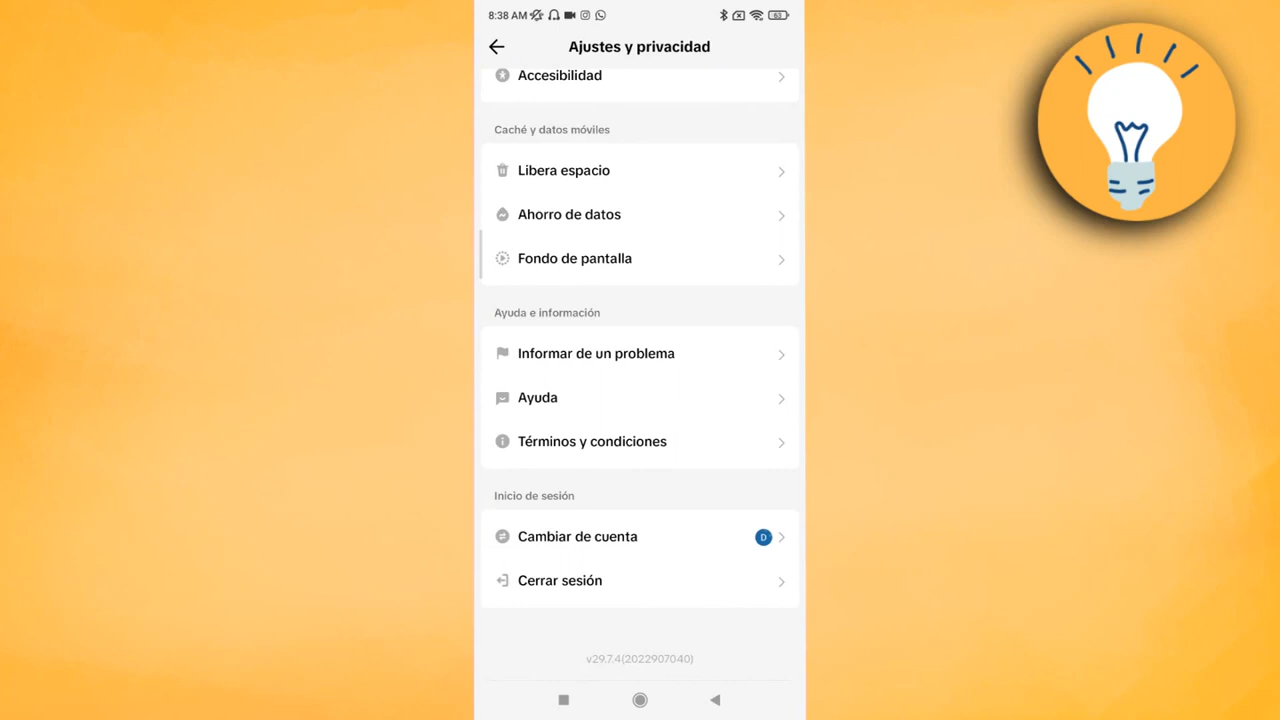 8:38 AM
63
Ajustes y privacidad
Accesibilidad
Caché y datos móviles
Libera espacio
Ahorro de datos
Fondo de pantalla
Ayuda e información
Informar de un problema
Ayuda
Términos y condiciones
Inicio de sesión
Cambiar de cuenta D
Cerrar sesión
v29.7.4(2022907040)